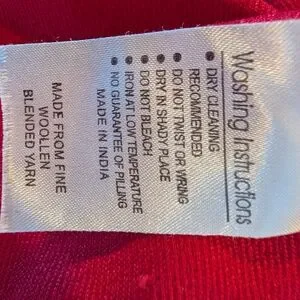 Washing Instructions
• DRY CLEANING
RECOMMENDED
• DO NOT TWIST OR WRING
• DRY IN SHADY PLACE
• DO NOT BLEACH
• IRON AT LOW TEMPERATURE
• NO GUARANTEE OF PILLING
MADE IN INDIA
MADE FROM FINE
WOOLLEN
BLENDED YARN